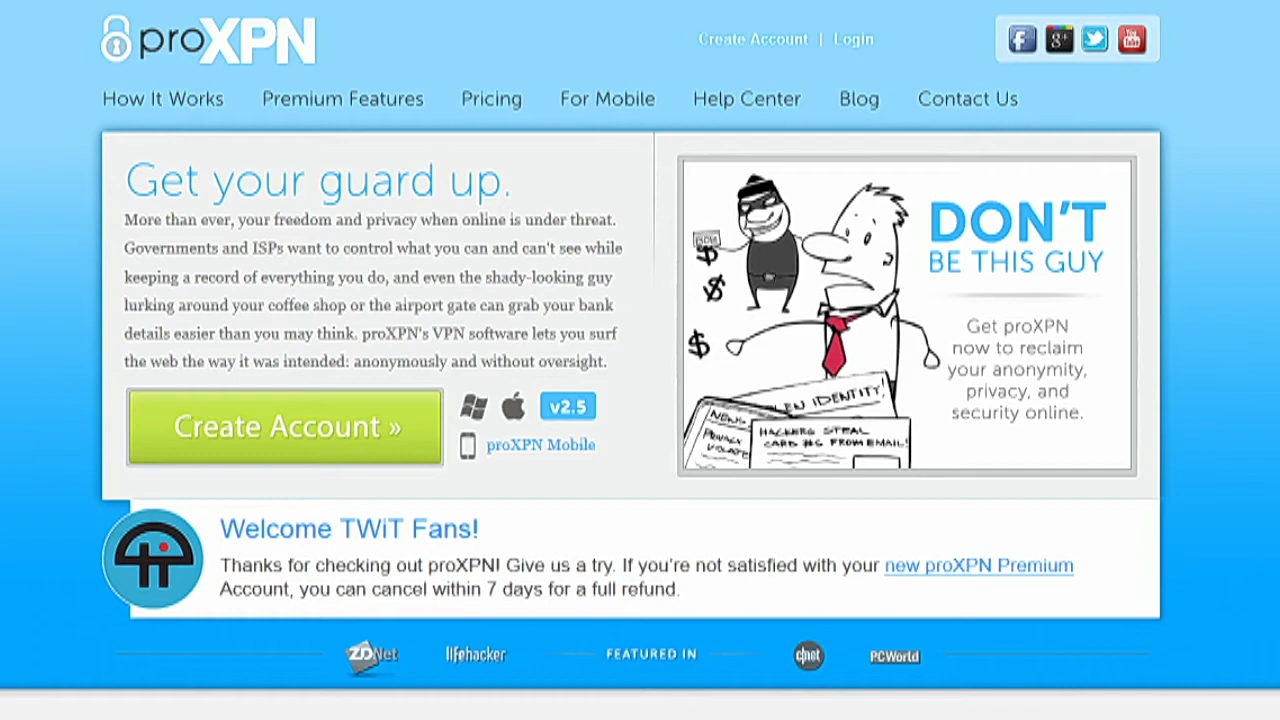 proXPN
Create Account | Login
How It Works Premium Features Pricing For Mobile Help Center Blog Contact Us
Get your guard up.
More than ever, your freedom and privacy when online is under threat.
Governments and ISPs want to control what you can and can't see while
keeping a record of everything you do, and even the shady-looking guy
lurking around your coffee shop or the airport gate can grab your bank
details easier than you may think. proXPN's VPN software lets you surf
the web the way it was intended: anonymously and without oversight.
Create Account »
v2.5
proXPN Mobile
$
$
$
EN IDENTITY!
NEWS
PRIVACY
VIOLATE
HACKERS STEAL
CARD #S FROM EMAIL!
DON'T
BE THIS GUY
Get proXPN
now to reclaim
your anonymity,
privacy, and
security online.
Welcome TWiT Fans!
Thanks for checking out proXPN! Give us a try. If you're not satisfied with your new proXPN Premium
Account, you can cancel within 7 days for a full refund.
ZDNet lifehacker FEATURED IN c|net PCWorld